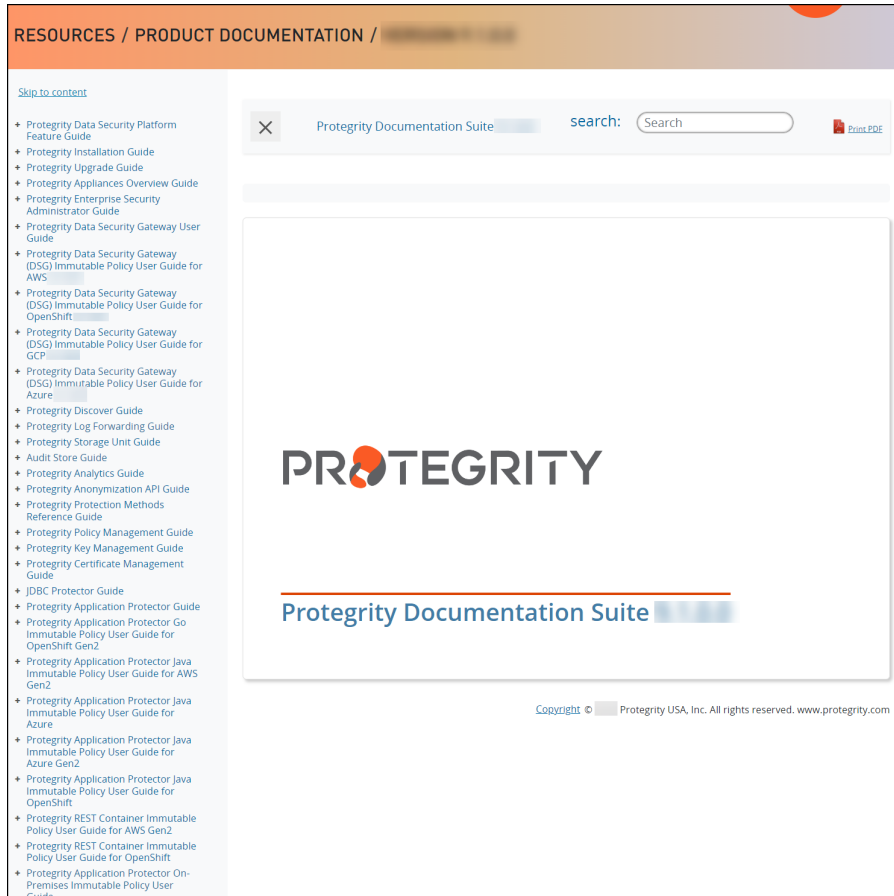 RESOURCES / PRODUCT DOCUMENTATION /
Skip to content
+ Protegrity Data Security Platform
Feature Guide
+ Protegrity Installation Guide
+ Protegrity Upgrade Guide
+ Protegrity Appliances Overview Guide
+ Protegrity Enterprise Security
Administrator Guide
+ Protegrity Data Security Gateway User
Guide
+ Protegrity Data Security Gateway
(DSG) Immutable Policy User Guide for
AWS
+ Protegrity Data Security Gateway
(DSG) Immutable Policy User Guide for
OpenShift
+ Protegrity Data Security Gateway
(DSG) Immutable Policy User Guide for
GCP
+ Protegrity Data Security Gateway
(DSG) Immutable Policy User Guide for
Azure
+ Protegrity Discover Guide
+ Protegrity Log Forwarding Guide
+ Protegrity Storage Unit Guide
+ Audit Store Guide
+ Protegrity Analytics Guide
+ Protegrity Anonymization API Guide
+ Protegrity Protection Methods
Reference Guide
+ Protegrity Policy Management Guide
+ Protegrity Key Management Guide
+ Protegrity Certificate Management
Guide
+ JDBC Protector Guide
+ Protegrity Application Protector Guide
+ Protegrity Application Protector Go
Immutable Policy User Guide for
OpenShift Gen2
+ Protegrity Application Protector Java
Immutable Policy User Guide for AWS
Gen2
+ Protegrity Application Protector Java
Immutable Policy User Guide for
Azure
+ Protegrity Application Protector Java
Immutable Policy User Guide for
Azure Gen2
+ Protegrity Application Protector Java
Immutable Policy User Guide for
OpenShift
+ Protegrity REST Container Immutable
Policy User Guide for AWS Gen2
+ Protegrity REST Container Immutable
Policy User Guide for OpenShift
+ Protegrity Application Protector On-
Premises Immutable Policy User
Guide
Protegrity Documentation Suite
search:
Search
Print PDF
PROTEGRITY
Protegrity Documentation Suite
Copyright © Protegrity USA, Inc. All rights reserved. www.protegrity.com